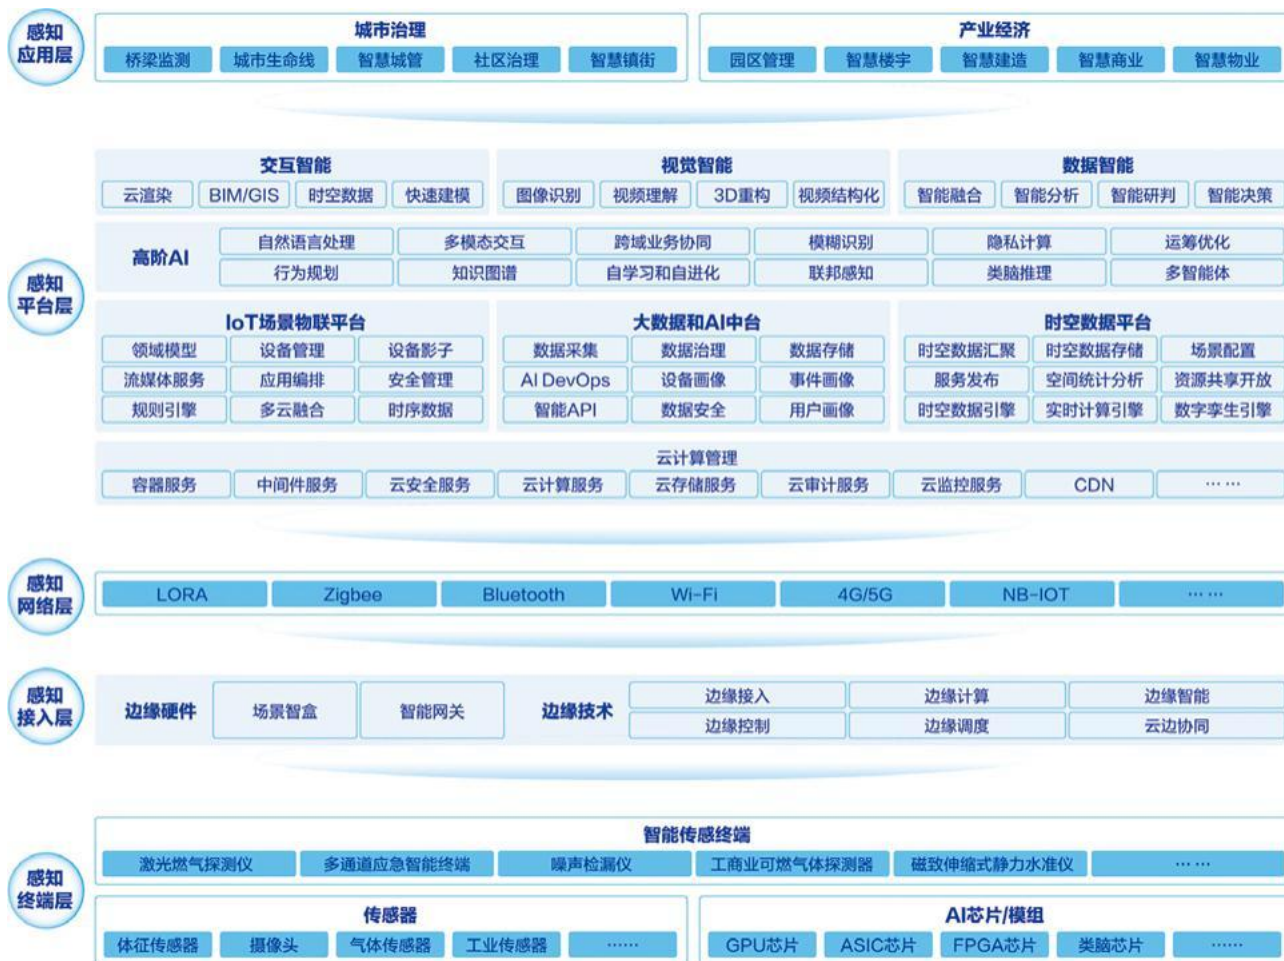 感知
应用层
城市治理
桥梁监测 城市生命线 智慧城管 社区治理 智慧镇街
产业经济
园区管理 智慧楼宇 智慧建造 智慧商业 智慧物业
感知
平台层
交互智能
云渲染 BIM/GIS 时空数据 快速建模
视觉智能
图像识别 视频理解 3D重构 视频结构化
数据智能
智能融合 智能分析 智能研判 智能决策
高阶AI
自然语言处理 多模态交互 跨域业务协同 模糊识别 隐私计算 运筹优化
行为规划 知识图谱 自学习和自进化 联邦感知 类脑推理 多智能体
IoT场景物联平台
领域模型 设备管理 设备影子
流媒体服务 应用编排 安全管理
规则引擎 多云融合 时序数据
大数据和AI中台
数据采集 数据治理 数据存储
AI DevOps 设备画像 事件画像
智能API 数据安全 用户画像
时空数据平台
时空数据汇聚 时空数据存储 场景配置
服务发布 空间统计分析 资源共享开放
时空数据引擎 实时计算引擎 数字孪生引擎
云计算管理
容器服务 中间件服务 云安全服务 云计算服务 云存储服务 云审计服务 云监控服务 CDN ……
感知
网络层
LORA Zigbee Bluetooth Wi-Fi 4G/5G NB-IOT ……
感知
接入层
边缘硬件 场景智盒 智能网关
边缘技术
边缘接入 边缘计算 边缘智能
边缘控制 边缘调度 云边协同
感知
终端层
智能传感终端
激光燃气探测仪 多通道应急智能终端 噪声检漏仪 工商业可燃气体探测器 磁致伸缩式静力水准仪 ……
传感器
体征传感器 摄像头 气体传感器 工业传感器 ……
AI芯片/模组
GPU芯片 ASIC芯片 FPGA芯片 类脑芯片 ……